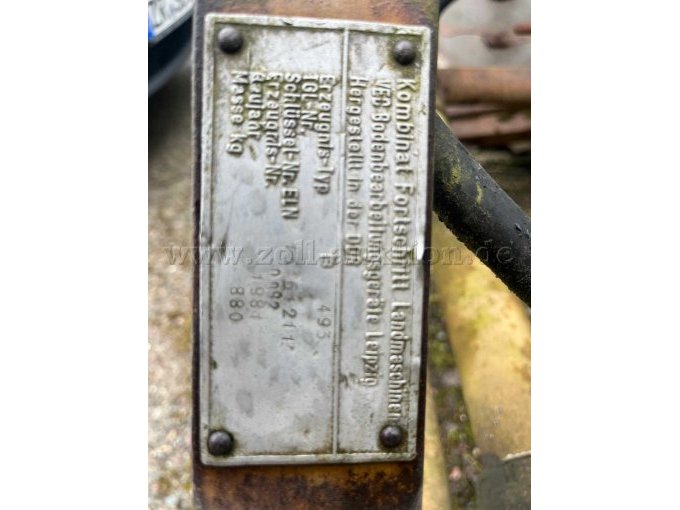 Kombinat Fortschritt Landmaschinen
VEB-Bodenbearbeitungsgeräte Leipzig
Hergestellt in der DDR
Erzeugnis-Typ B 493
TGL-Nr.
Schlüssel-Nr. ELN
Erzeugnis-Nr.
Baujahr
Masse kg 880
www.zoll-auktion.de